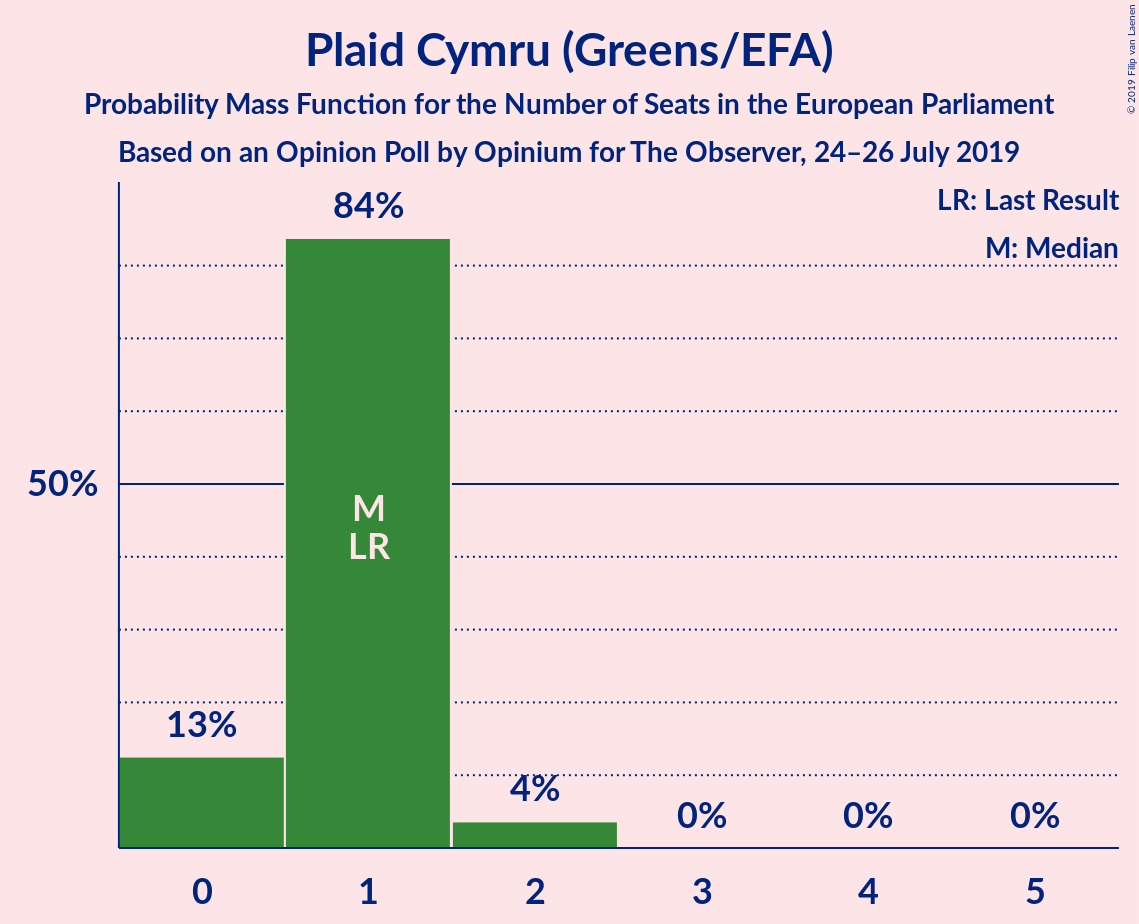 Plaid Cymru (Greens/EFA)
Probability Mass Function for the Number of Seats in the European Parliament
Based on an Opinion Poll by Opinium for The Observer, 24–26 July 2019
© 2019 Filip van Laenen
LR: Last Result
M: Median
84%
50%
M
LR
13%
4%
0%
0%
0%
0
1
2
3
4
5